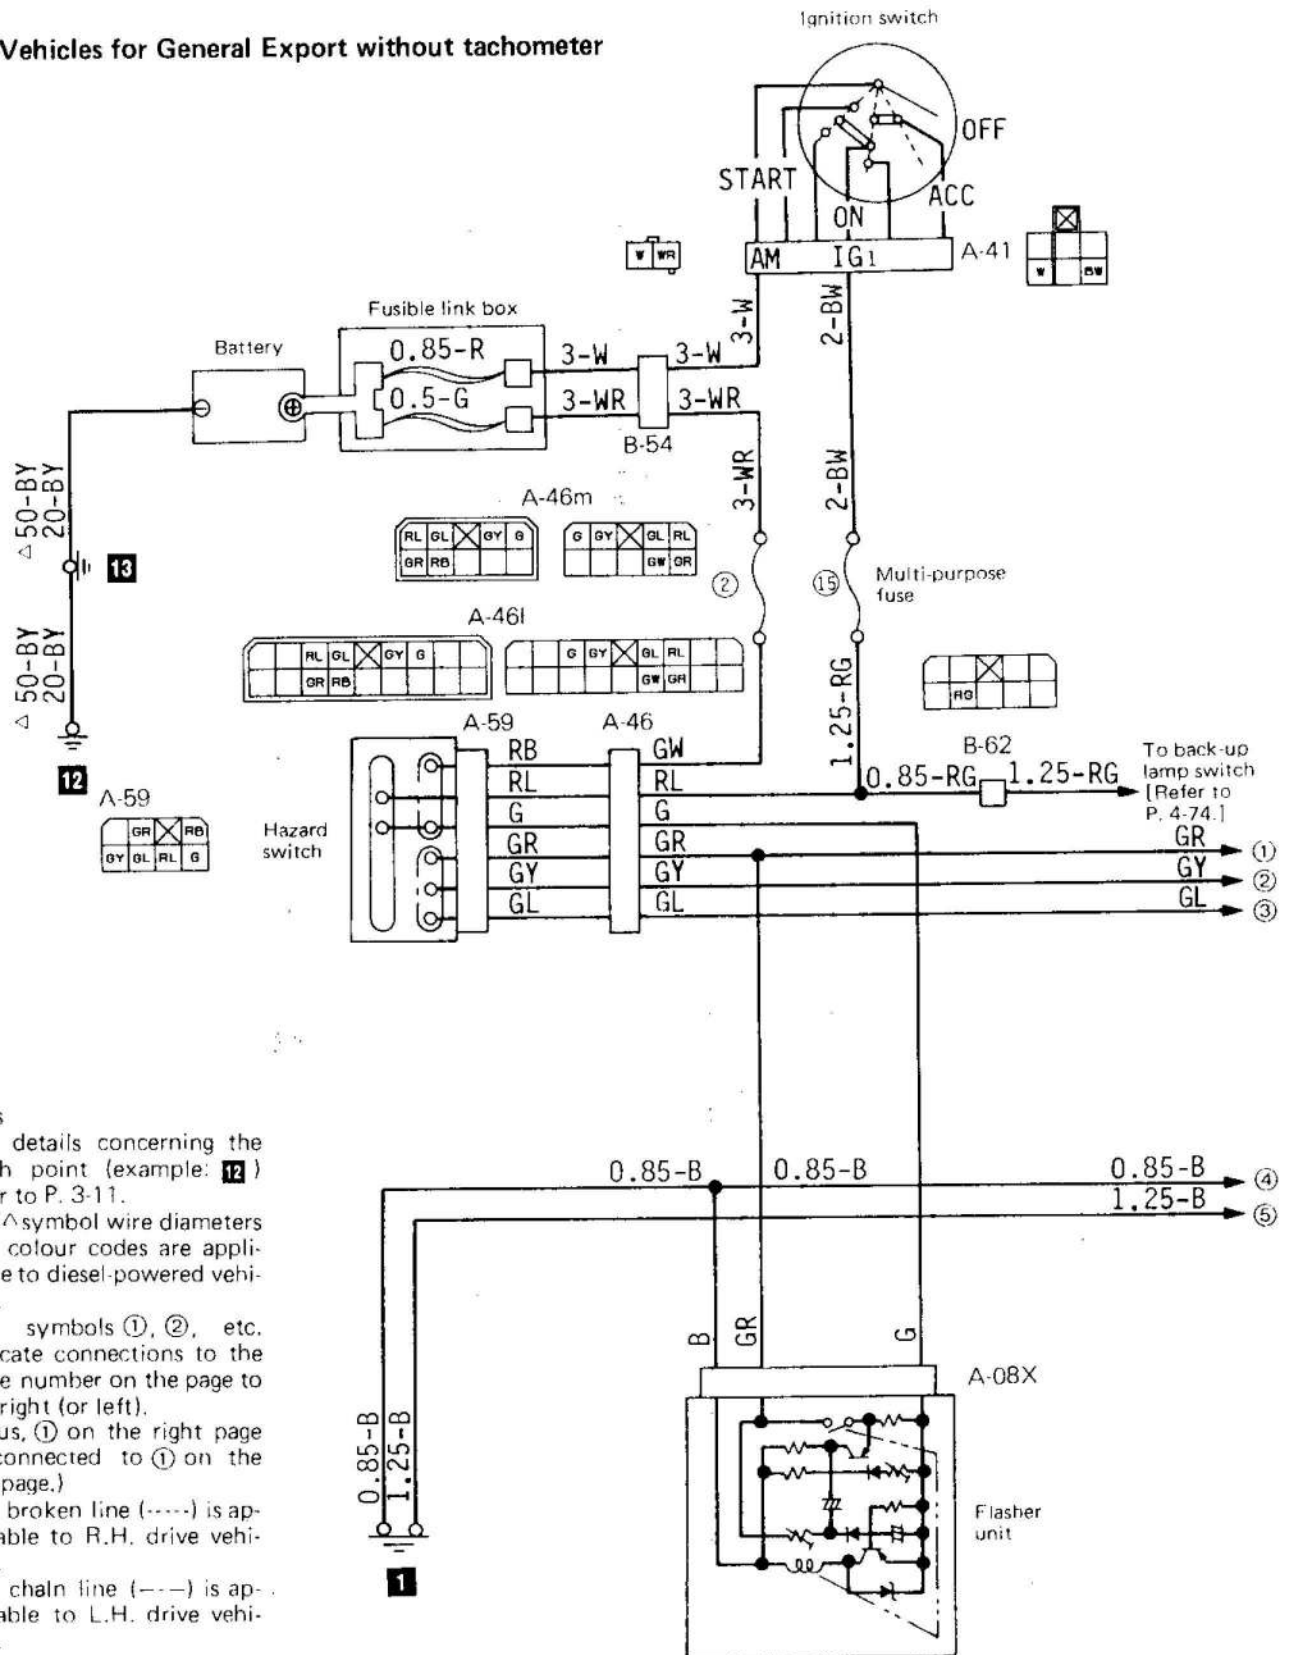 Ignition switch
Vehicles for General Export without tachometer
OFF
START
ACC
ON
AM IG1
A-41
W WR
W BW
Fusible link box
Battery
0.85-R
0.5-G
3-W
3-W
3-WR
3-WR
3-W
2-BW
B-54
3-WR
2-BW
△ 50-BY
20-BY
13
△ 50-BY
20-BY
12
A-46m
RL GL GY G
GR RB
G GY GL RL
GW GR
②
⑮
Multi-purpose
fuse
A-46l
RL GL GY G
GR RB
G GY GL RL
GW GR
1.25-RG
RG
A-59
A-46
B-62
RB GW
RL RL
G G
GR GR
GY GY
GL GL
0.85-RG
1.25-RG
To back-up
lamp switch
[Refer to
P. 4-74.]
GR ①
GY ②
GL ③
A-59
GR RB
GY GL RL G
Hazard
switch
s
details concerning the
h point (example: 12 )
r to P. 3-11.
^symbol wire diameters
colour codes are appli-
e to diesel-powered vehi-
symbols ①, ②, etc.
cate connections to the
e number on the page to
right (or left).
us, ① on the right page
connected to ① on the
page.)
broken line (-----) is ap-
able to R.H. drive vehi-
chain line (—-—) is ap-
able to L.H. drive vehi-
0.85-B
0.85-B
0.85-B ④
1.25-B ⑤
B
GR
G
A-08X
0.85-B
1.25-B
1
Flasher
unit